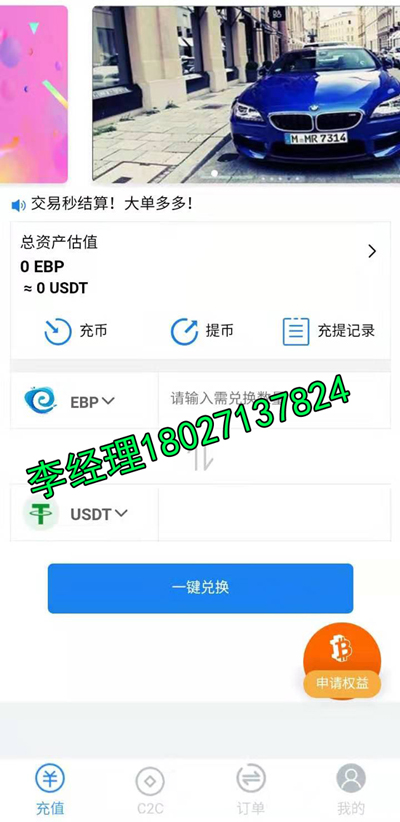 M MR 7314
交易秒结算！大单多多！
总资产估值
0 EBP
≈ 0 USDT
充币
提币
充提记录
EBP
请输入需兑换数量
李经理18027137824
USDT
一键兑换
申请权益
充值
C2C
订单
我的